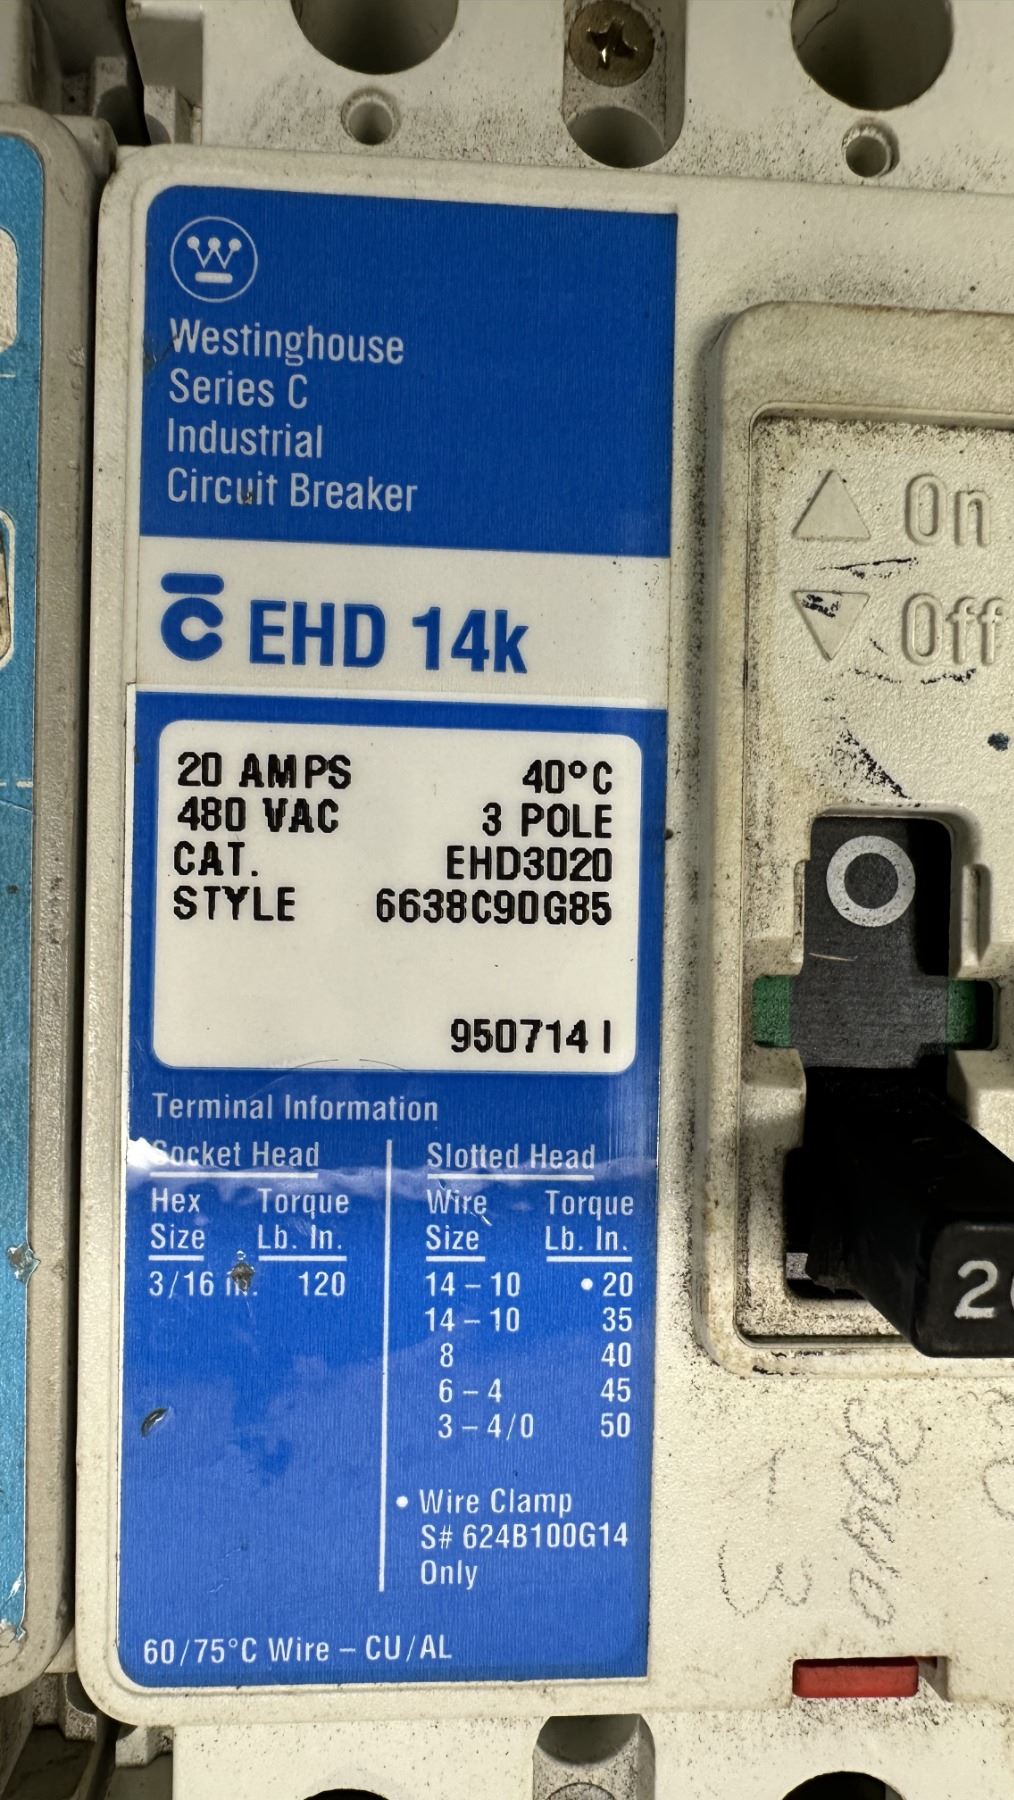 Westinghouse
Series C
Industrial
Circuit Breaker
C EHD 14k
20 AMPS 40°C
480 VAC 3 POLE
CAT. EHD3020
STYLE 6638C90G85
950714 I
Terminal Information
Socket Head
Hex Torque
Size Lb. In.
3/16 in. 120
Slotted Head
Wire Torque
Size Lb. In.
14 – 10 • 20
14 – 10 35
8 40
6 – 4 45
3 – 4/0 50
• Wire Clamp
S# 624B100G14
Only
60/75°C Wire – CU/AL
On
Off